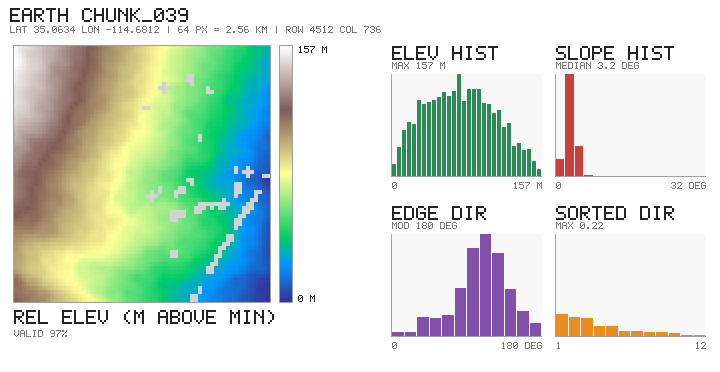 EARTH CHUNK_039
LAT 35.0634 LON -114.6812 | 64 PX = 2.56 KM | ROW 4512 COL 736
157 M
0 M
REL ELEV (M ABOVE MIN)
VALID 97%
ELEV HIST
MAX 157 M
0 157 M
SLOPE HIST
MEDIAN 3.2 DEG
0 32 DEG
EDGE DIR
MOD 180 DEG
0 180 DEG
SORTED DIR
MAX 0.22
1 12